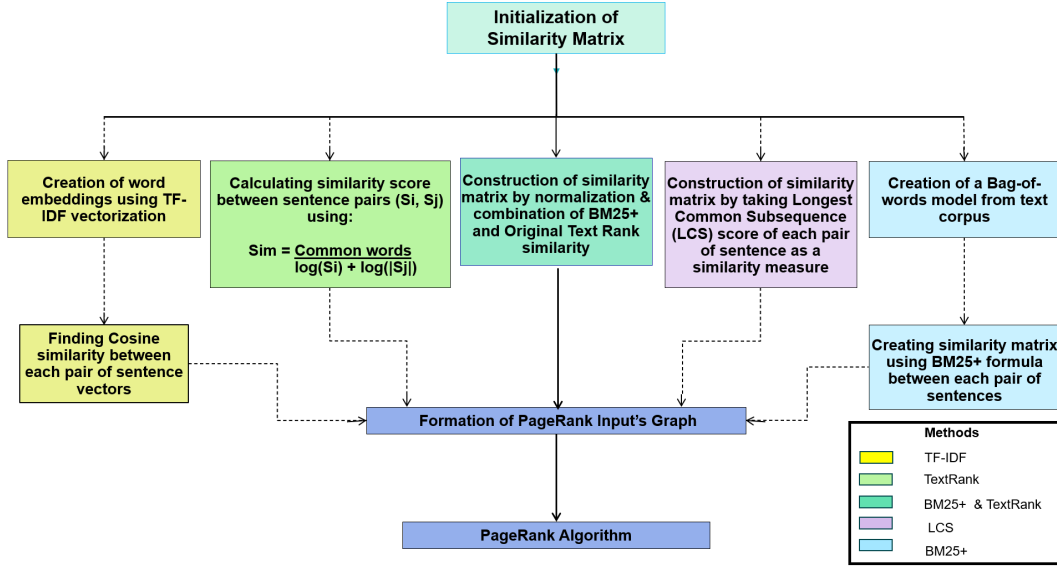 Initialization of
Similarity Matrix
Creation of word
embeddings using TF-
IDF vectorization
Calculating similarity score
between sentence pairs (Si, Sj)
using:
Sim = Common words
log(Si) + log(|Sj|)
Construction of similarity
matrix by normalization &
combination of BM25+
and Original Text Rank
similarity
Construction of similarity
matrix by taking Longest
Common Subsequence
(LCS) score of each pair
of sentence as a
similarity measure
Creation of a Bag-of-
words model from text
corpus
Finding Cosine
similarity between
each pair of sentence
vectors
Creating similarity matrix
using BM25+ formula
between each pair of
sentences
Formation of PageRank Input's Graph
PageRank Algorithm
Methods
TF-IDF
TextRank
BM25+ & TextRank
LCS
BM25+